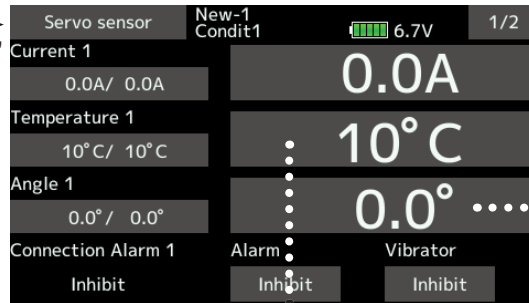 Servo sensor New-1 1/2
Condit1 6.7V
Current 1
0.0A/ 0.0A 0.0A
Temperature 1
10°C/ 10°C 10°C
Angle 1
0.0°/ 0.0° 0.0°
Connection Alarm 1 Alarm Vibrator
Inhibit Inhibit Inhibit